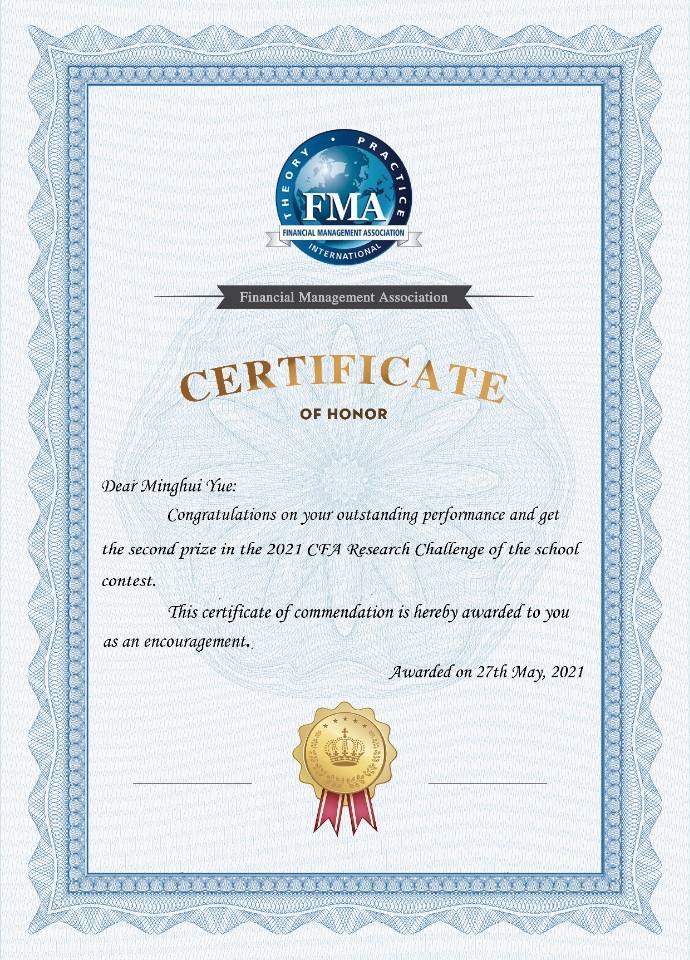 THEORY • PRACTICE
FMA
FINANCIAL MANAGEMENT ASSOCIATION
INTERNATIONAL
Financial Management Association
CERTIFICATE
OF HONOR
Dear Minghui Yue:
Congratulations on your outstanding performance and get
the second prize in the 2021 CFA Research Challenge of the school
contest.
This certificate of commendation is hereby awarded to you
as an encouragement.
Awarded on 27th May, 2021